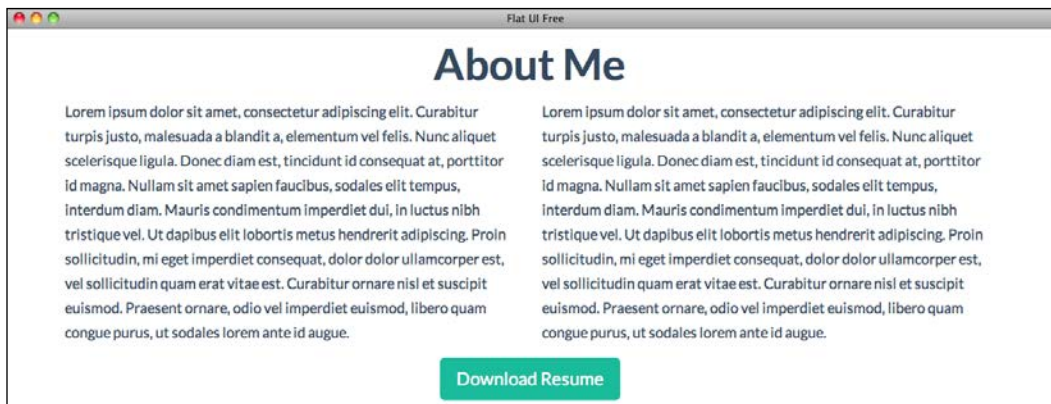 Flat UI Free
About Me
Lorem ipsum dolor sit amet, consectetur adipiscing elit. Curabitur
turpis justo, malesuada a blandit a, elementum vel felis. Nunc aliquet
scelerisque ligula. Donec diam est, tincidunt id consequat at, porttitor
id magna. Nullam sit amet sapien faucibus, sodales elit tempus,
interdum diam. Mauris condimentum imperdiet dui, in luctus nibh
tristique vel. Ut dapibus elit lobortis metus hendrerit adipiscing. Proin
sollicitudin, mi eget imperdiet consequat, dolor dolor ullamcorper est,
vel sollicitudin quam erat vitae est. Curabitur ornare nisl et suscipit
euismod. Praesent ornare, odio vel imperdiet euismod, libero quam
congue purus, ut sodales lorem ante id augue.
Lorem ipsum dolor sit amet, consectetur adipiscing elit. Curabitur
turpis justo, malesuada a blandit a, elementum vel felis. Nunc aliquet
scelerisque ligula. Donec diam est, tincidunt id consequat at, porttitor
id magna. Nullam sit amet sapien faucibus, sodales elit tempus,
interdum diam. Mauris condimentum imperdiet dui, in luctus nibh
tristique vel. Ut dapibus elit lobortis metus hendrerit adipiscing. Proin
sollicitudin, mi eget imperdiet consequat, dolor dolor ullamcorper est,
vel sollicitudin quam erat vitae est. Curabitur ornare nisl et suscipit
euismod. Praesent ornare, odio vel imperdiet euismod, libero quam
congue purus, ut sodales lorem ante id augue.
Download Resume